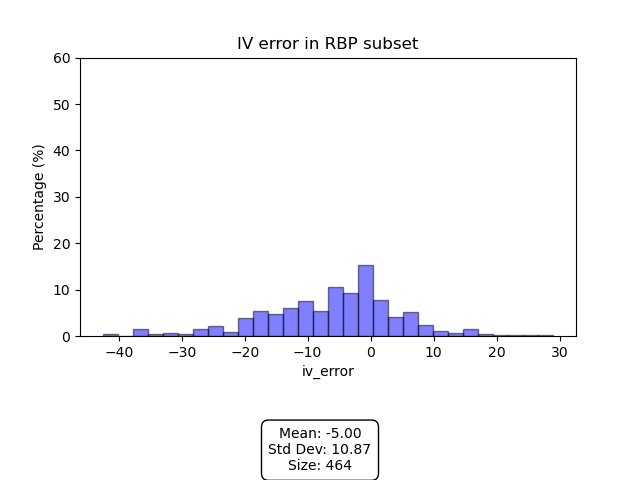 IV error in RBP subset
60
50
40
30
20
10
0
Percentage (%)
−40
−30
−20
−10
0
10
20
30
iv_error
Mean: -5.00
Std Dev: 10.87
Size: 464